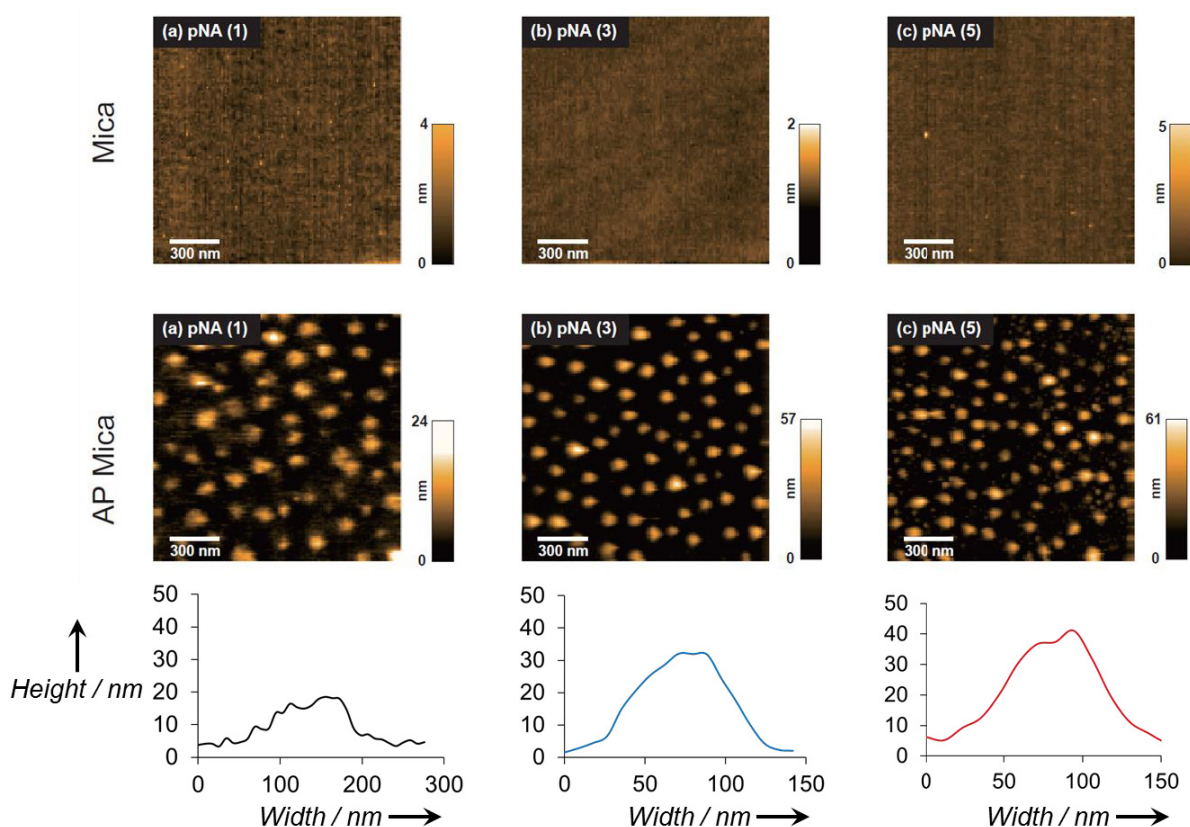 Mica
(a) pNA (1)
4
nm
0
300 nm
(b) pNA (3)
2
nm
0
300 nm
(c) pNA (5)
5
nm
0
300 nm
AP Mica
(a) pNA (1)
24
nm
0
300 nm
(b) pNA (3)
57
nm
0
300 nm
(c) pNA (5)
61
nm
0
300 nm
Height / nm
50
40
30
20
10
0
0 100 200 300
Width / nm
50
40
30
20
10
0
0 50 100 150
Width / nm
50
40
30
20
10
0
0 50 100 150
Width / nm